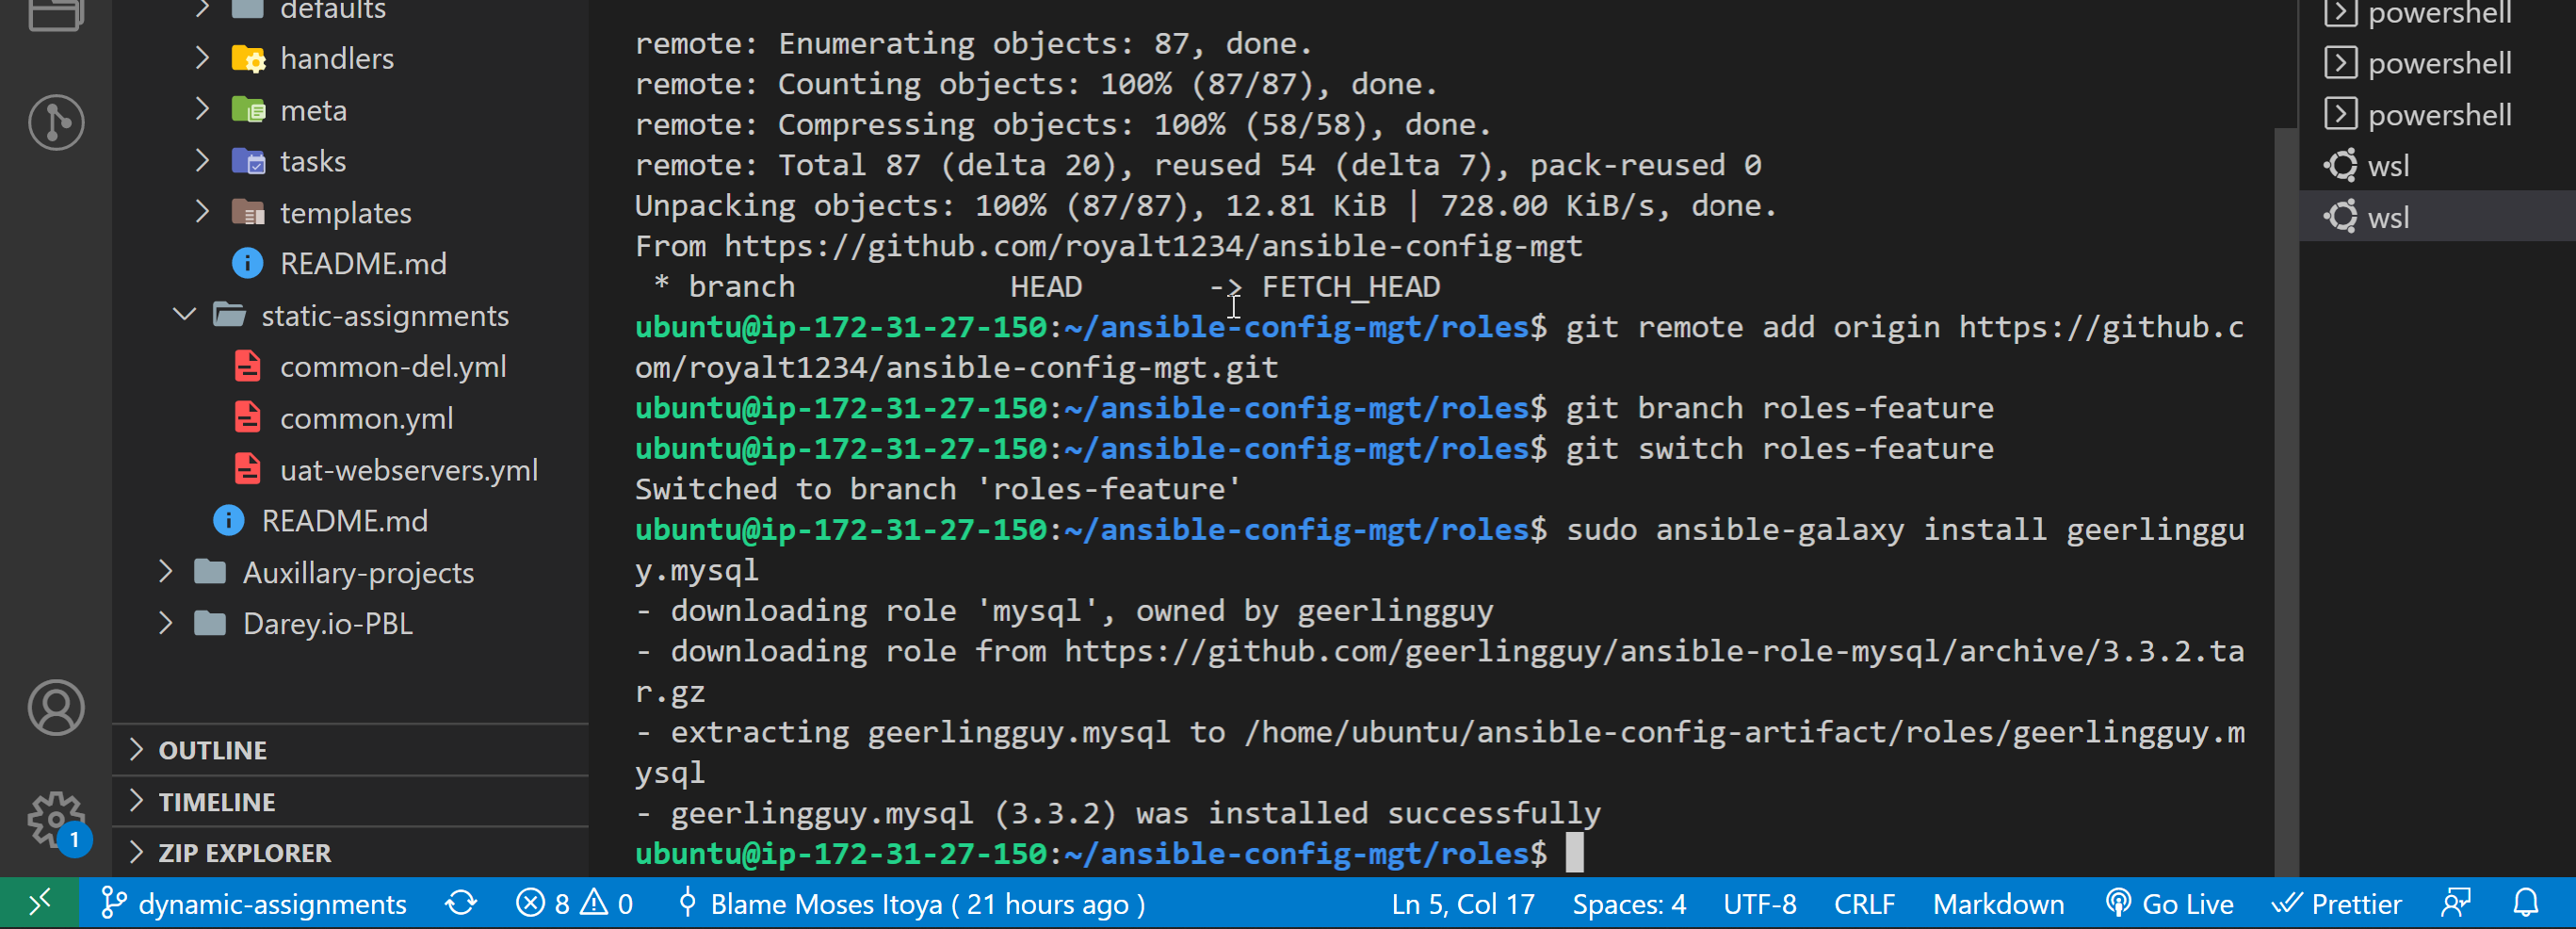 defaults
handlers
meta
tasks
templates
README.md
static-assignments
common-del.yml
common.yml
uat-webservers.yml
README.md
Auxillary-projects
Darey.io-PBL
OUTLINE
TIMELINE
ZIP EXPLORER
1
remote: Enumerating objects: 87, done.
remote: Counting objects: 100% (87/87), done.
remote: Compressing objects: 100% (58/58), done.
remote: Total 87 (delta 20), reused 54 (delta 7), pack-reused 0
Unpacking objects: 100% (87/87), 12.81 KiB | 728.00 KiB/s, done.
From https://github.com/royalt1234/ansible-config-mgt
 * branch            HEAD       -> FETCH_HEAD
ubuntu@ip-172-31-27-150:~/ansible-config-mgt/roles$ git remote add origin https://github.c
om/royalt1234/ansible-config-mgt.git
ubuntu@ip-172-31-27-150:~/ansible-config-mgt/roles$ git branch roles-feature
ubuntu@ip-172-31-27-150:~/ansible-config-mgt/roles$ git switch roles-feature
Switched to branch 'roles-feature'
ubuntu@ip-172-31-27-150:~/ansible-config-mgt/roles$ sudo ansible-galaxy install geerlinggu
y.mysql
- downloading role 'mysql', owned by geerlingguy
- downloading role from https://github.com/geerlingguy/ansible-role-mysql/archive/3.3.2.ta
r.gz
- extracting geerlingguy.mysql to /home/ubuntu/ansible-config-artifact/roles/geerlingguy.m
ysql
- geerlingguy.mysql (3.3.2) was installed successfully
ubuntu@ip-172-31-27-150:~/ansible-config-mgt/roles$
powershell
powershell
powershell
wsl
wsl
dynamic-assignments 8 0 Blame Moses Itoya ( 21 hours ago ) Ln 5, Col 17 Spaces: 4 UTF-8 CRLF Markdown Go Live Prettier